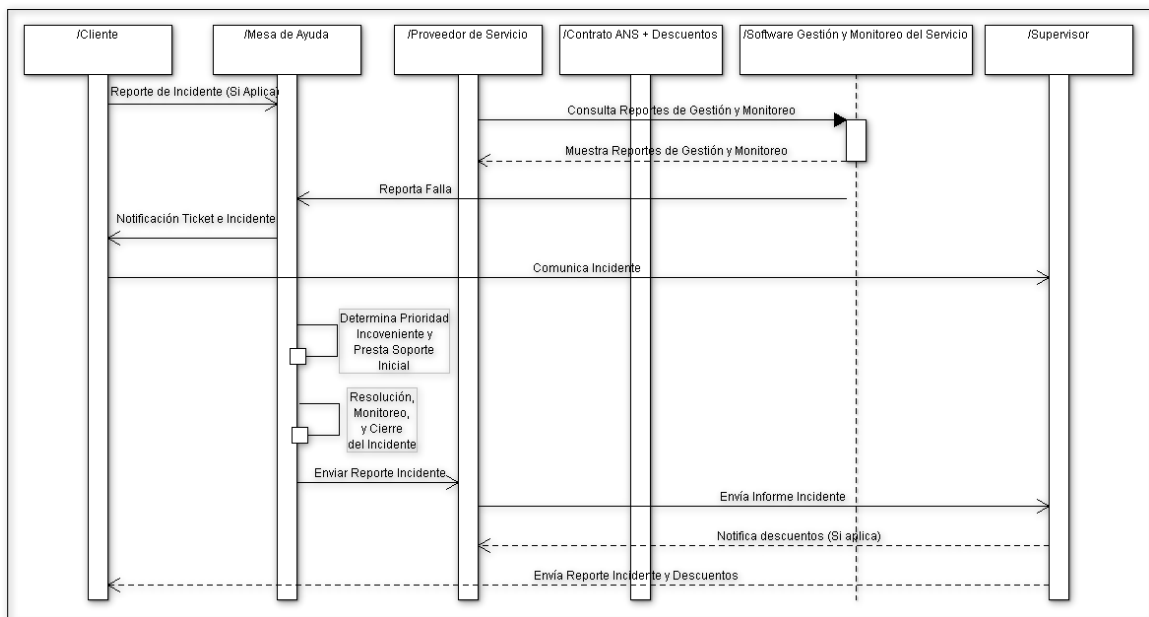 /Cliente
/Mesa de Ayuda
/Proveedor de Servicio
/Contrato ANS + Descuentos
/Software Gestión y Monitoreo del Servicio
/Supervisor
Reporte de Incidente (Si Aplica)
Consulta Reportes de Gestión y Monitoreo
Muestra Reportes de Gestión y Monitoreo
Reporta Falla
Notificación Ticket e Incidente
Comunica Incidente
Determina Prioridad
Incoveniente y
Presta Soporte
Inicial
Resolución,
Monitoreo,
y Cierre
del Incidente
Enviar Reporte Incidente
Envía Informe Incidente
Notifica descuentos (Si aplica)
Envía Reporte Incidente y Descuentos